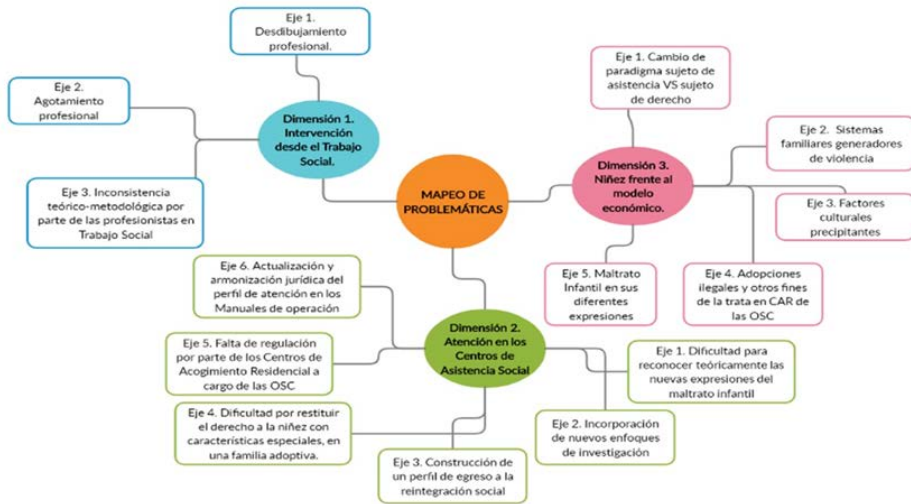 MAPEO DE
PROBLEMÁTICAS
Dimensión 1.
Intervención
desde el Trabajo
Social.
Eje 1.
Desdibujamiento
profesional.
Eje 2.
Agotamiento
profesional
Eje 3. Inconsistencia
teórico-metodológica por
parte de las profesionistas en
Trabajo Social
Dimensión 3.
Niñez frente al
modelo
económico.
Eje 1. Cambio de
paradigma sujeto de
asistencia VS sujeto
de derecho
Eje 2. Sistemas
familiares generadores
de violencia
Eje 3. Factores
culturales
precipitantes
Eje 4. Adopciones
ilegales y otros fines
de la trata en CAR de
las OSC
Eje 5. Maltrato
Infantil en sus
diferentes
expresiones
Dimensión 2.
Atención en los
Centros de
Asistencia Social
Eje 6. Actualización y
armonización jurídica del
perfil de atención en los
Manuales de operación
Eje 5. Falta de regulación
por parte de los Centros de
Acogimiento Residencial a
cargo de las OSC
Eje 4. Dificultad por restituir
el derecho a la niñez con
características especiales, en
una familia adoptiva.
Eje 3. Construcción de
un perfil de egreso a la
reintegración social
Eje 2. Incorporación
de nuevos enfoques
de investigación
Eje 1. Dificultad para
reconocer teóricamente las
nuevas expresiones del
maltrato infantil